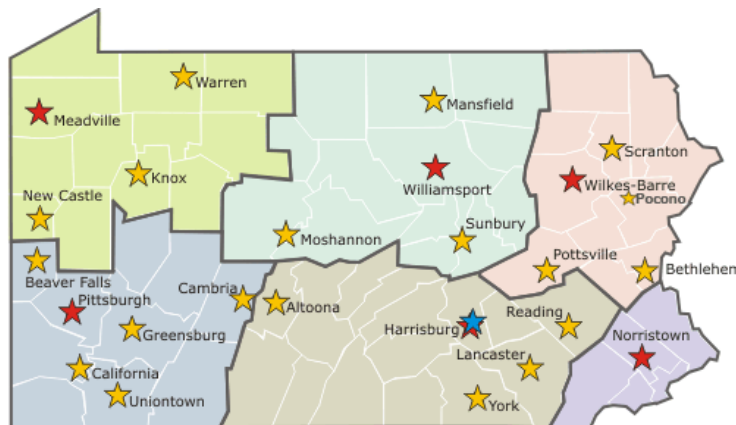 Warren
Mansfield
Meadville
Scranton
Knox
Wilkes-Barre
Williamsport
New Castle
Pocono
Sunbury
Moshannon
Pottsville
Bethlehen
Beaver Falls
Cambria
Pittsburgh
Altoona
Reading
Greensburg
Harrisburg
Norristown
Lancaster
California
Uniontown
York